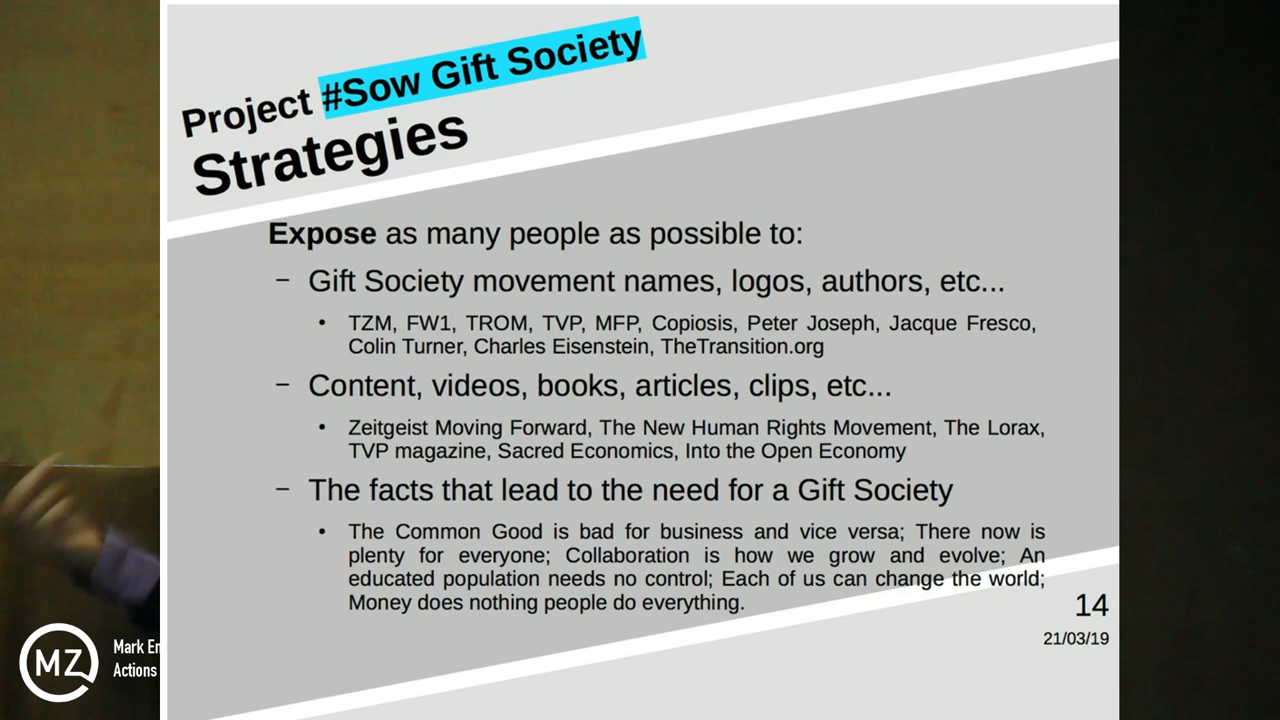 Project #Sow Gift Society
Strategies
Expose as many people as possible to:
– Gift Society movement names, logos, authors, etc...
• TZM, FW1, TROM, TVP, MFP, Copiosis, Peter Joseph, Jacque Fresco,
Colin Turner, Charles Eisenstein, TheTransition.org
– Content, videos, books, articles, clips, etc...
• Zeitgeist Moving Forward, The New Human Rights Movement, The Lorax,
TVP magazine, Sacred Economics, Into the Open Economy
– The facts that lead to the need for a Gift Society
• The Common Good is bad for business and vice versa; There now is
plenty for everyone; Collaboration is how we grow and evolve; An
educated population needs no control; Each of us can change the world;
Money does nothing people do everything.
14
21/03/19
MZ
Mark En
Actions